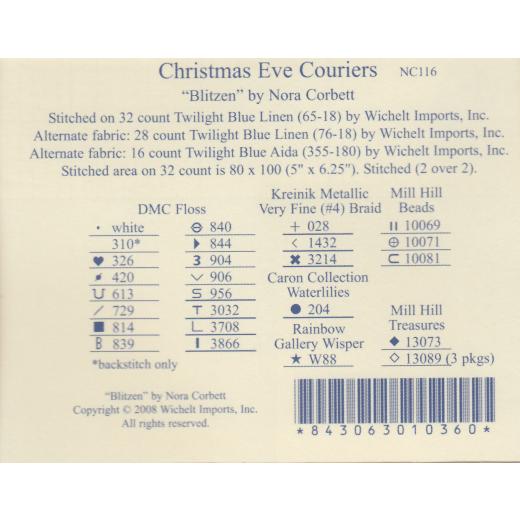 Christmas Eve Couriers NC116
“Blitzen” by Nora Corbett
Stitched on 32 count Twilight Blue Linen (65-18) by Wichelt Imports, Inc.
Alternate fabric: 28 count Twilight Blue Linen (76-18) by Wichelt Imports, Inc.
Alternate fabric: 16 count Twilight Blue Aida (355-180) by Wichelt Imports, Inc.
Stitched area on 32 count is 80 x 100 (5" x 6.25"). Stitched (2 over 2).
DMC Floss
· white
310*
♥ 326
420
613
/ 729
■ 814
B 839
*backstitch only
⊖ 840
844
3 904
906
S 956
T 3032
L 3708
I 3866
Kreinik Metallic
Very Fine (#4) Braid
+ 028
< 1432
✖ 3214
Caron Collection
Waterlilies
● 204
Rainbow
Gallery Wisper
★ W88
Mill Hill
Beads
II 10069
⊕ 10071
⊂ 10081
Mill Hill
Treasures
◆ 13073
◇ 13089 (3 pkgs)
“Blitzen” by Nora Corbett
Copyright © 2008 Wichelt Imports, Inc.
All rights reserved.
*843063010360*